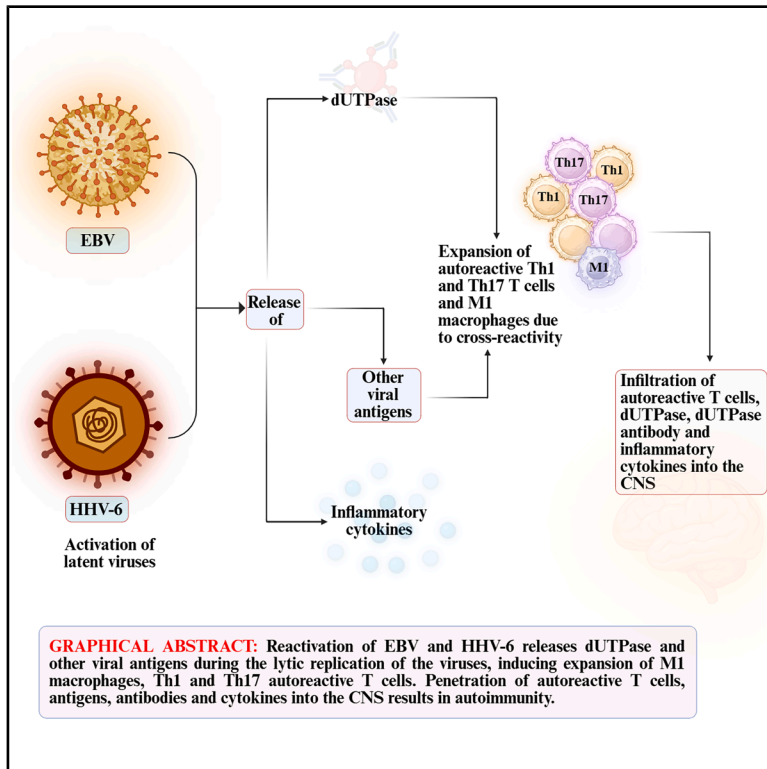 dUTPase
EBV
HHV-6
Activation of
latent viruses
Release
of
Other
viral
antigens
Inflammatory
cytokines
Expansion of
autoreactive Th1
and Th17 T cells
and M1
macrophages due
to cross-reactivity
Th17
Th1
Th1
Th17
M1
Infiltration of
autoreactive T cells,
dUTPase, dUTPase
antibody and
inflammatory
cytokines into the
CNS
GRAPHICAL ABSTRACT: Reactivation of EBV and HHV-6 releases dUTPase and
other viral antigens during the lytic replication of the viruses, inducing expansion of M1
macrophages, Th1 and Th17 autoreactive T cells. Penetration of autoreactive T cells,
antigens, antibodies and cytokines into the CNS results in autoimmunity.